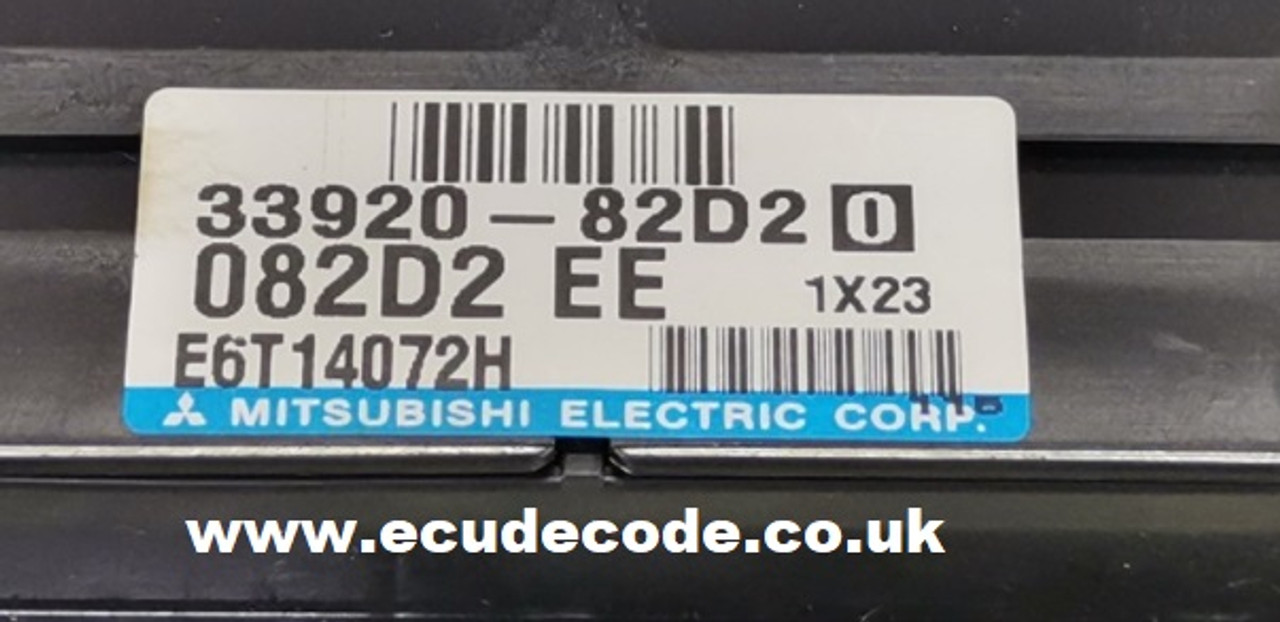 33920-82D2 0
082D2 EE 1X23
E6T14072H
MITSUBISHI ELECTRIC CORP.
www.ecudecode.co.uk